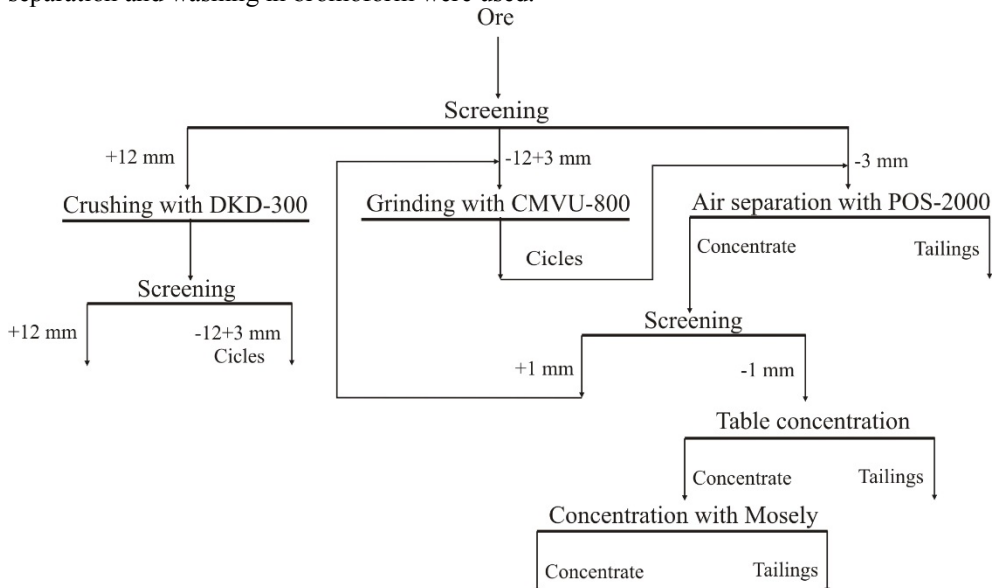 separation and washing in bromoform were used.
Ore
Screening
+12 mm
-12+3 mm
-3 mm
Crushing with DKD-300
Grinding with CMVU-800
Air separation with POS-2000
Concentrate
Tailings
Cicles
Screening
Screening
+12 mm
-12+3 mm
Cicles
+1 mm
-1 mm
Table concentration
Concentrate
Tailings
Concentration with Mosely
Concentrate
Tailings